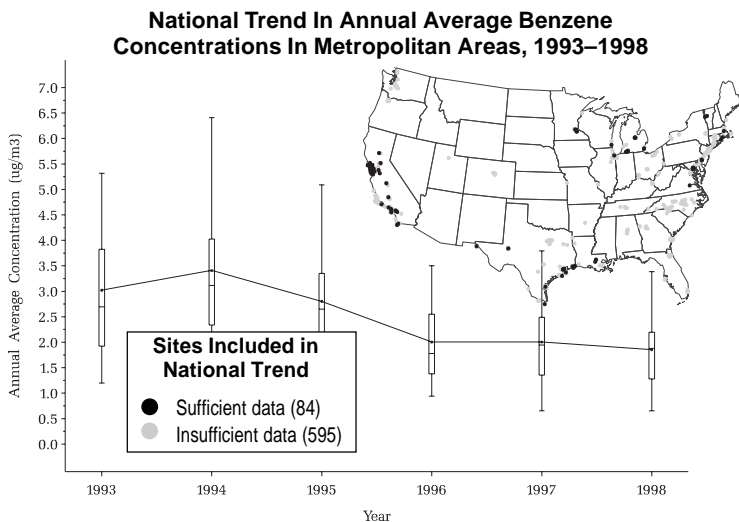 National Trend In Annual Average Benzene
Concentrations In Metropolitan Areas, 1993–1998
Annual Average Concentration (ug/m3)
7.0
6.5
6.0
5.5
5.0
4.5
4.0
3.5
3.0
2.5
2.0
1.5
1.0
0.5
0.0
Sites Included in
National Trend
Sufficient data (84)
Insufficient data (595)
1993 1994 1995 1996 1997 1998
Year